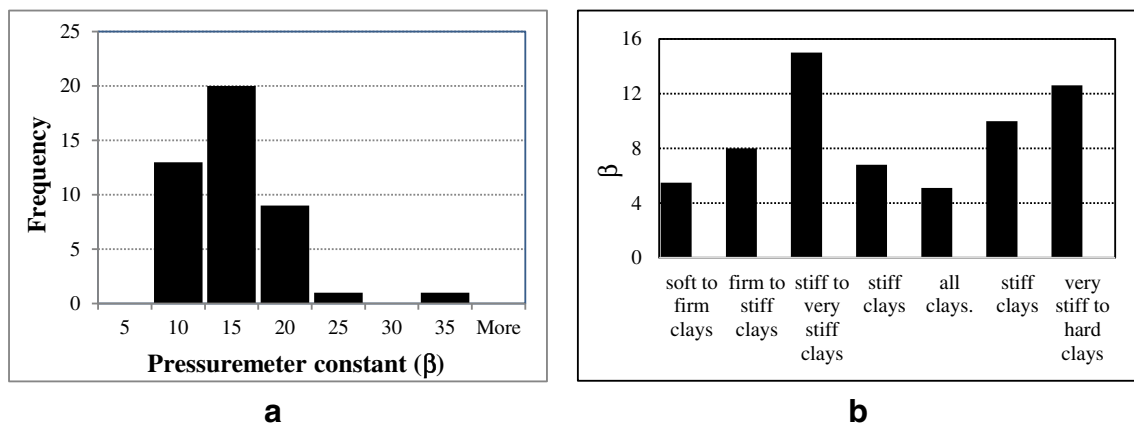 25
20
15
10
5
0
Frequency
5 10 15 20 25 30 35 More
Pressuremeter constant (β)
a
16
12
8
4
0
β
soft to firm to stiff to stiff all stiff very
firm stiff very clays clays. clays stiff to
clays clays stiff hard
clays clays
b